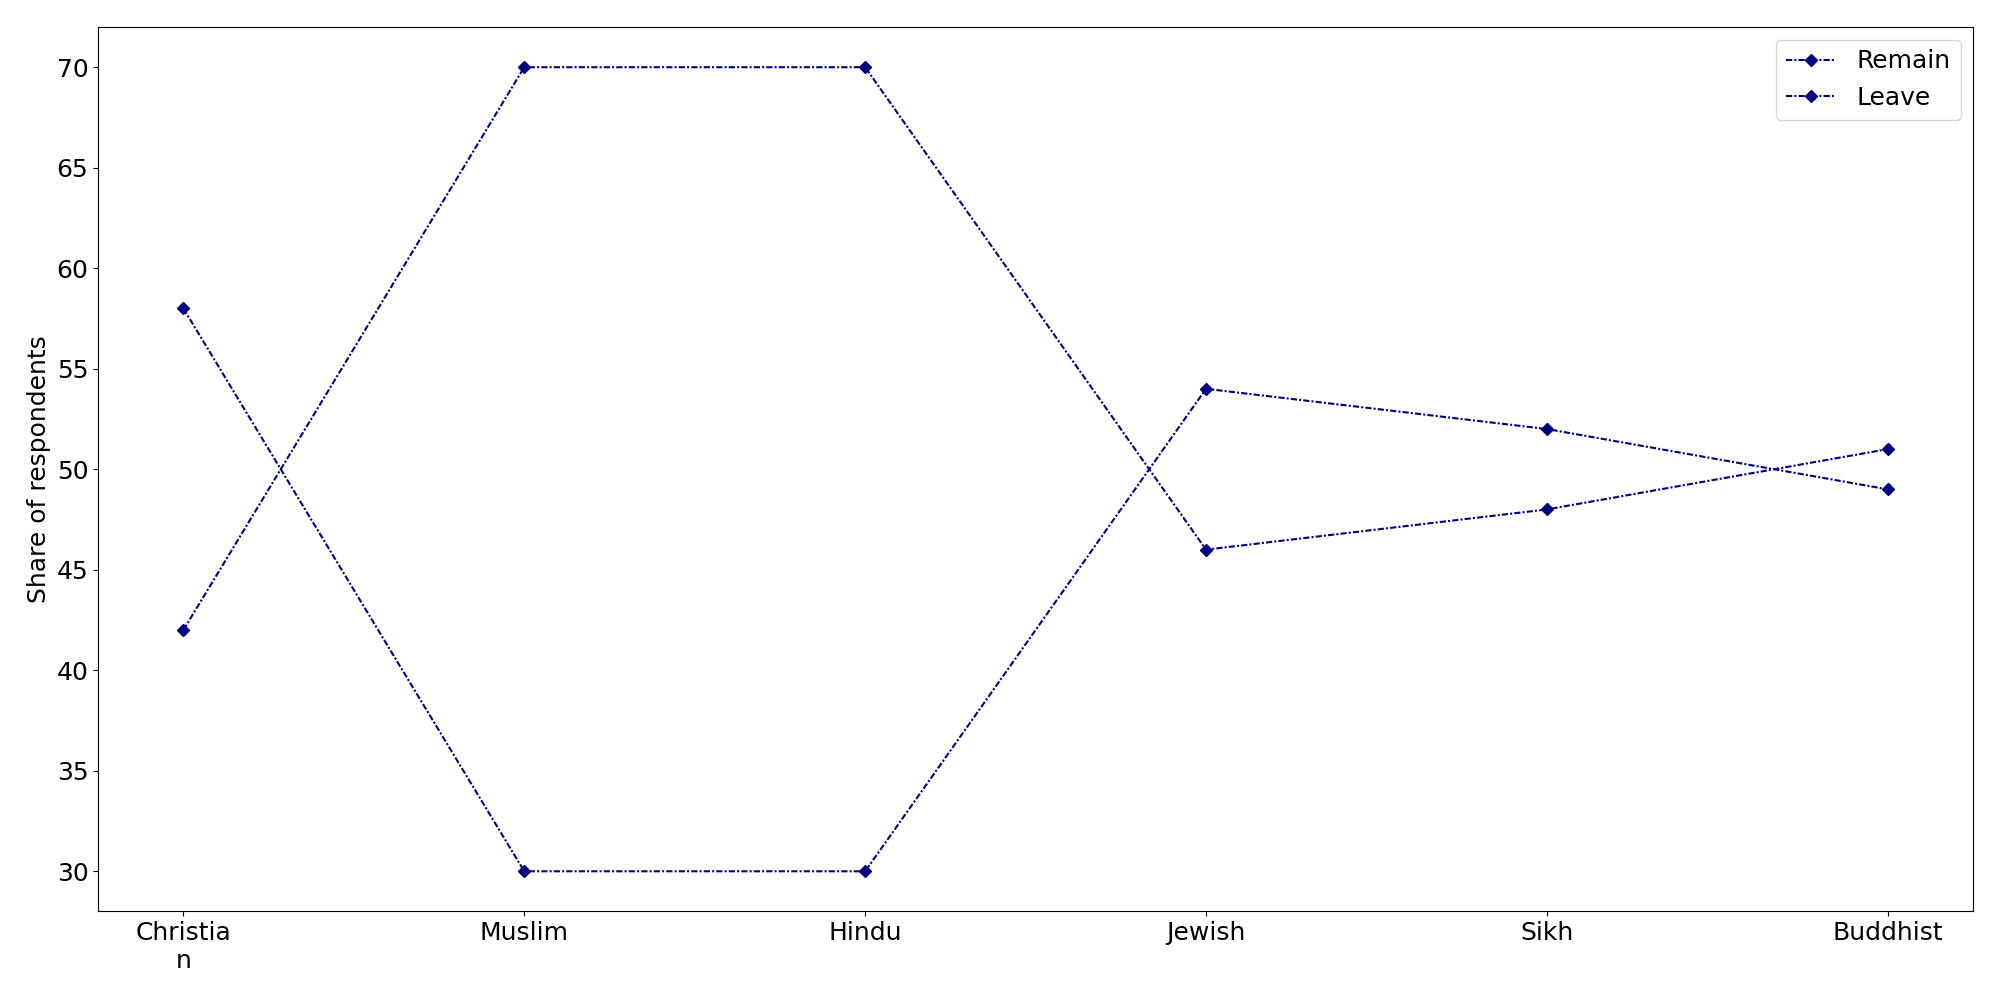 Remain
Leave
Share of respondents
70
65
60
55
50
45
40
35
30
Christia
n
Muslim
Hindu
Jewish
Sikh
Buddhist